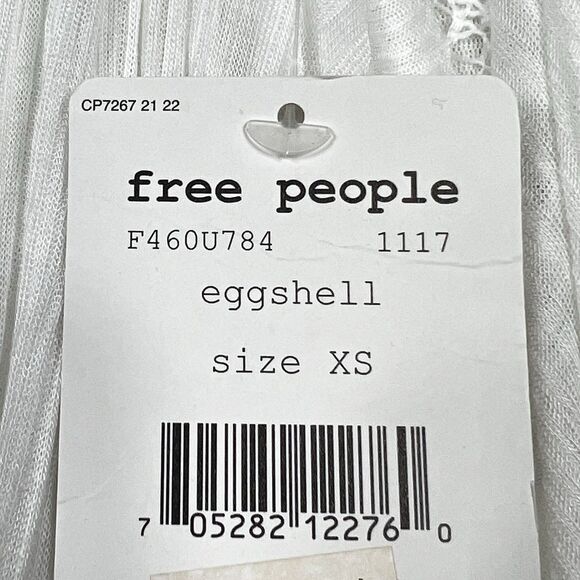 CP7267 21 22
free people
F460U784 1117
eggshell
size XS
7 05282 12276 0